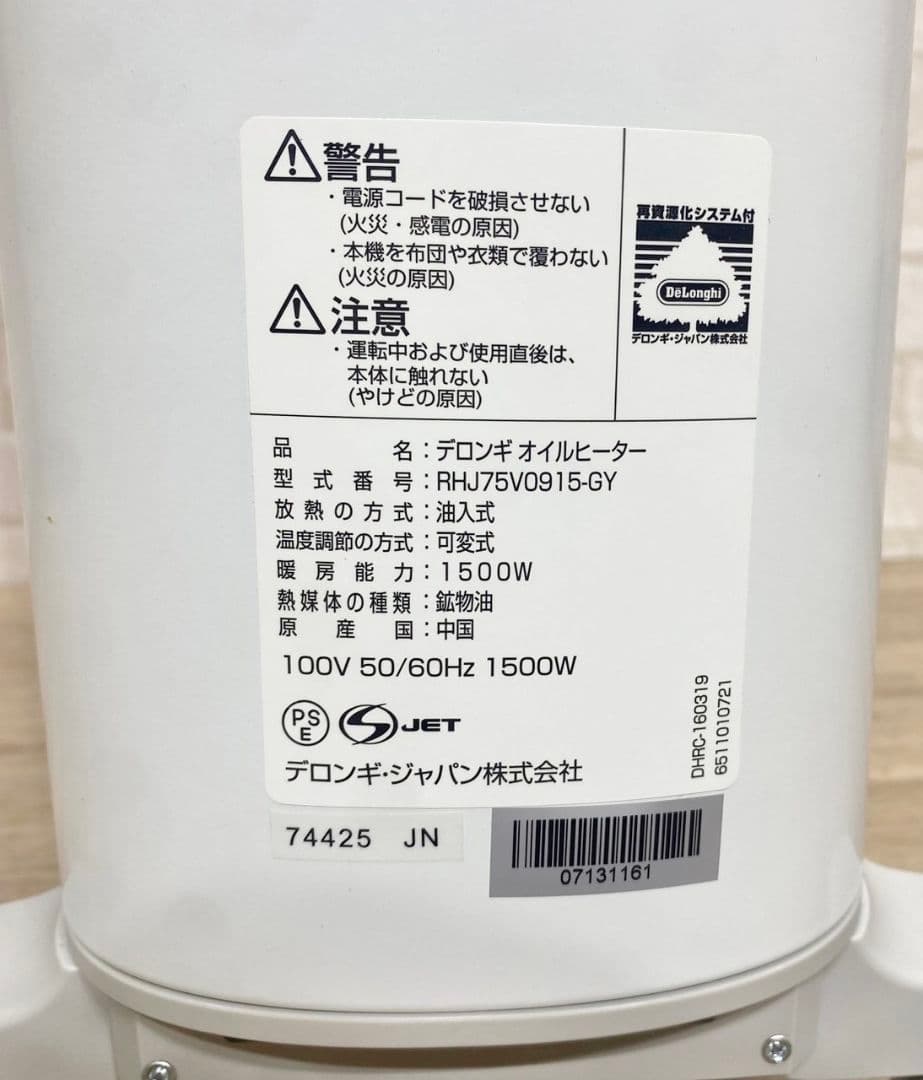 警告
・電源コードを破損させない
(火災・感電の原因)
・本機を布団や衣類で覆わない
(火災の原因)
注意
・運転中および使用直後は、
本体に触れない
(やけどの原因)
再資源化システム付
DeLonghi
デロンギ・ジャパン株式会社
品名：デロンギ オイルヒーター
型式番号：RHJ75V0915-GY
放熱の方式：油入式
温度調節の方式：可変式
暖房能力：1500W
熱媒体の種類：鉱物油
原産国：中国
100V 50/60Hz 1500W
PS
E
S JET
デロンギ・ジャパン株式会社
DHRC-160319
6511010721
74425 JN
07131161